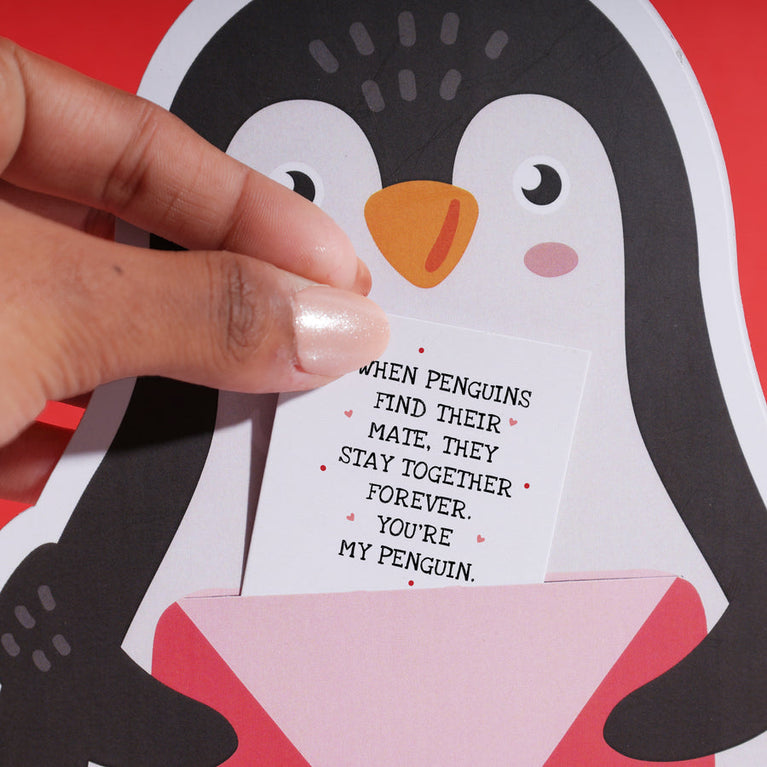 WHEN PENGUINS
FIND THEIR
MATE, THEY
STAY TOGETHER
FOREVER.
YOU'RE
MY PENGUIN.